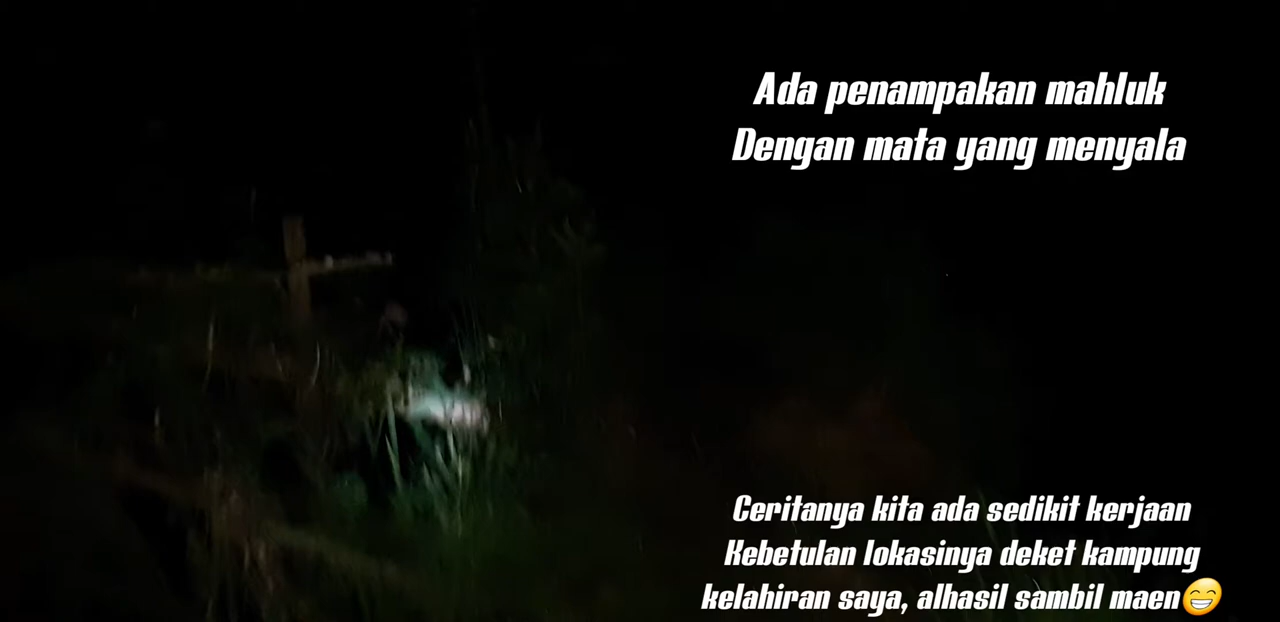 Ada penampakan mahluk
Dengan mata yang menyala
Ceritanya kita ada sedikit kerjaan
Kebetulan lokasinya deket kampung
kelahiran saya, alhasil sambil maen😁